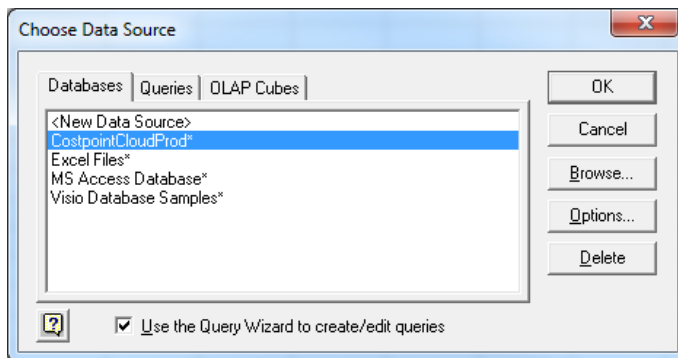 Choose Data Source
Databases Queries OLAP Cubes
<New Data Source>
CostpointCloudProd*
Excel Files*
MS Access Database*
Visio Database Samples*
OK
Cancel
Browse...
Options...
Delete
Use the Query Wizard to create/edit queries